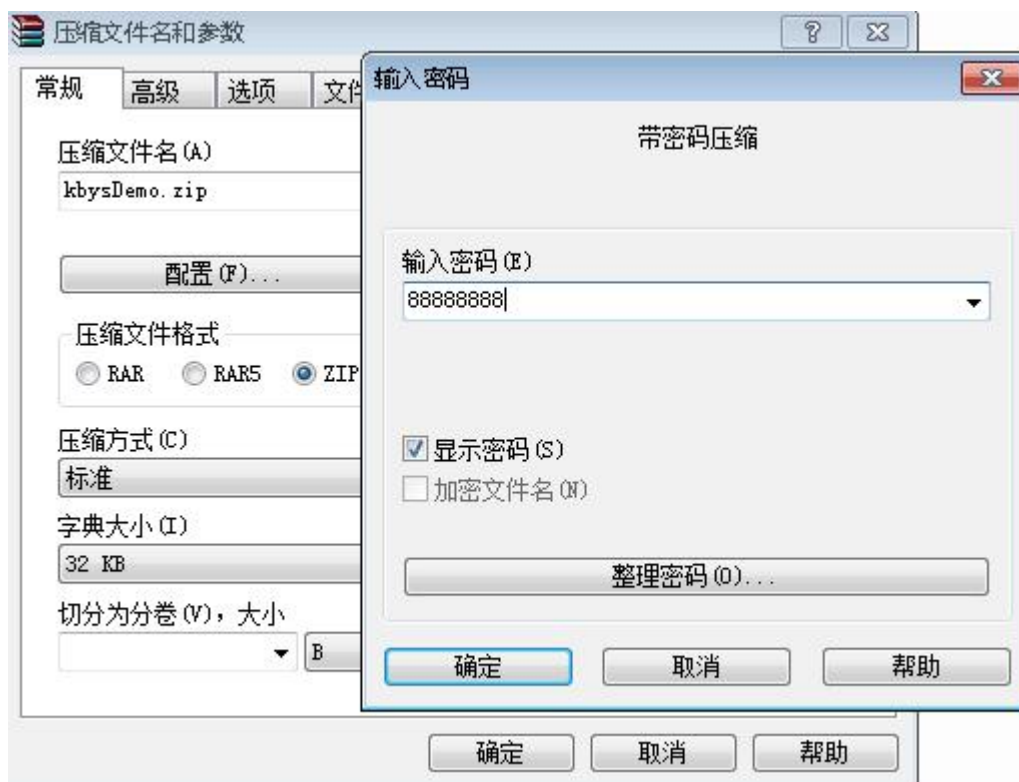 压缩文件名和参数
常规 高级 选项 文件
压缩文件名(A)
kbysDemo.zip
配置(F)...
压缩文件格式
RAR RAR5 ZIP
压缩方式(C)
标准
字典大小(I)
32 KB
切分为分卷(V)，大小
B
确定 取消 帮助
输入密码
带密码压缩
输入密码(E)
88888888
显示密码(S)
加密文件名(N)
整理密码(O)...
确定 取消 帮助